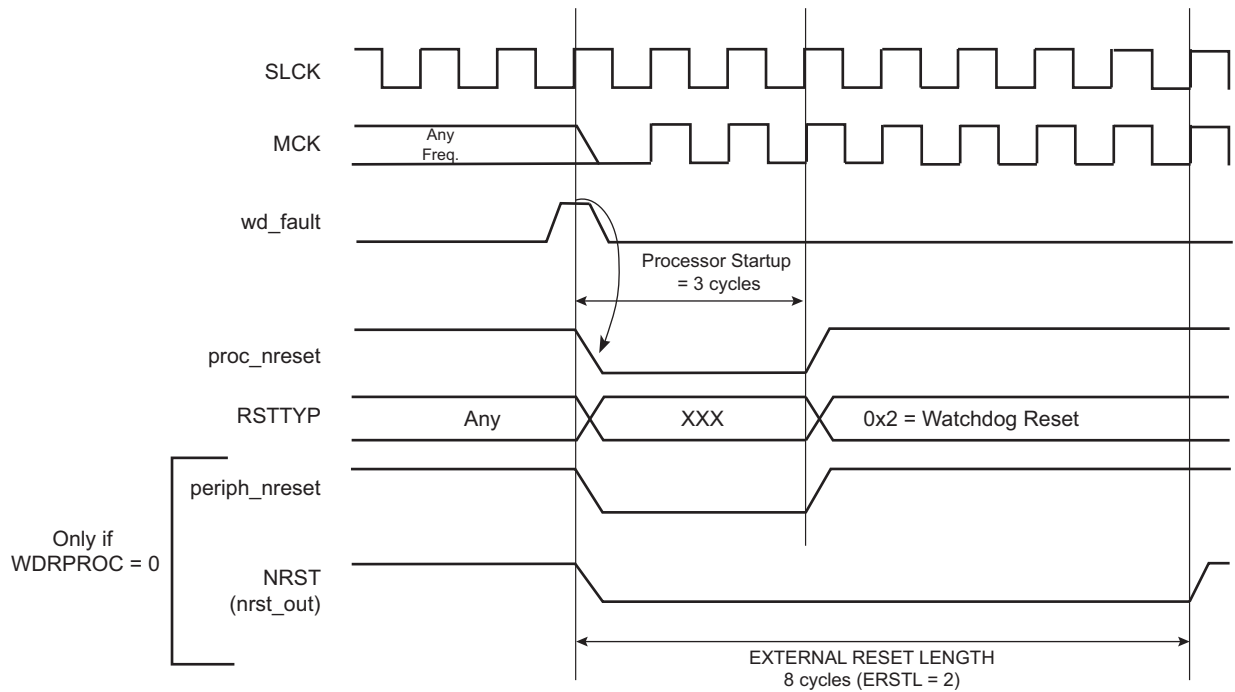 SLCK
MCK
Any
Freq.
wd_fault
Processor Startup
= 3 cycles
proc_nreset
RSTTYP
Any
XXX
0x2 = Watchdog Reset
periph_nreset
Only if
WDRPROC = 0
NRST
(nrst_out)
EXTERNAL RESET LENGTH
8 cycles (ERSTL = 2)